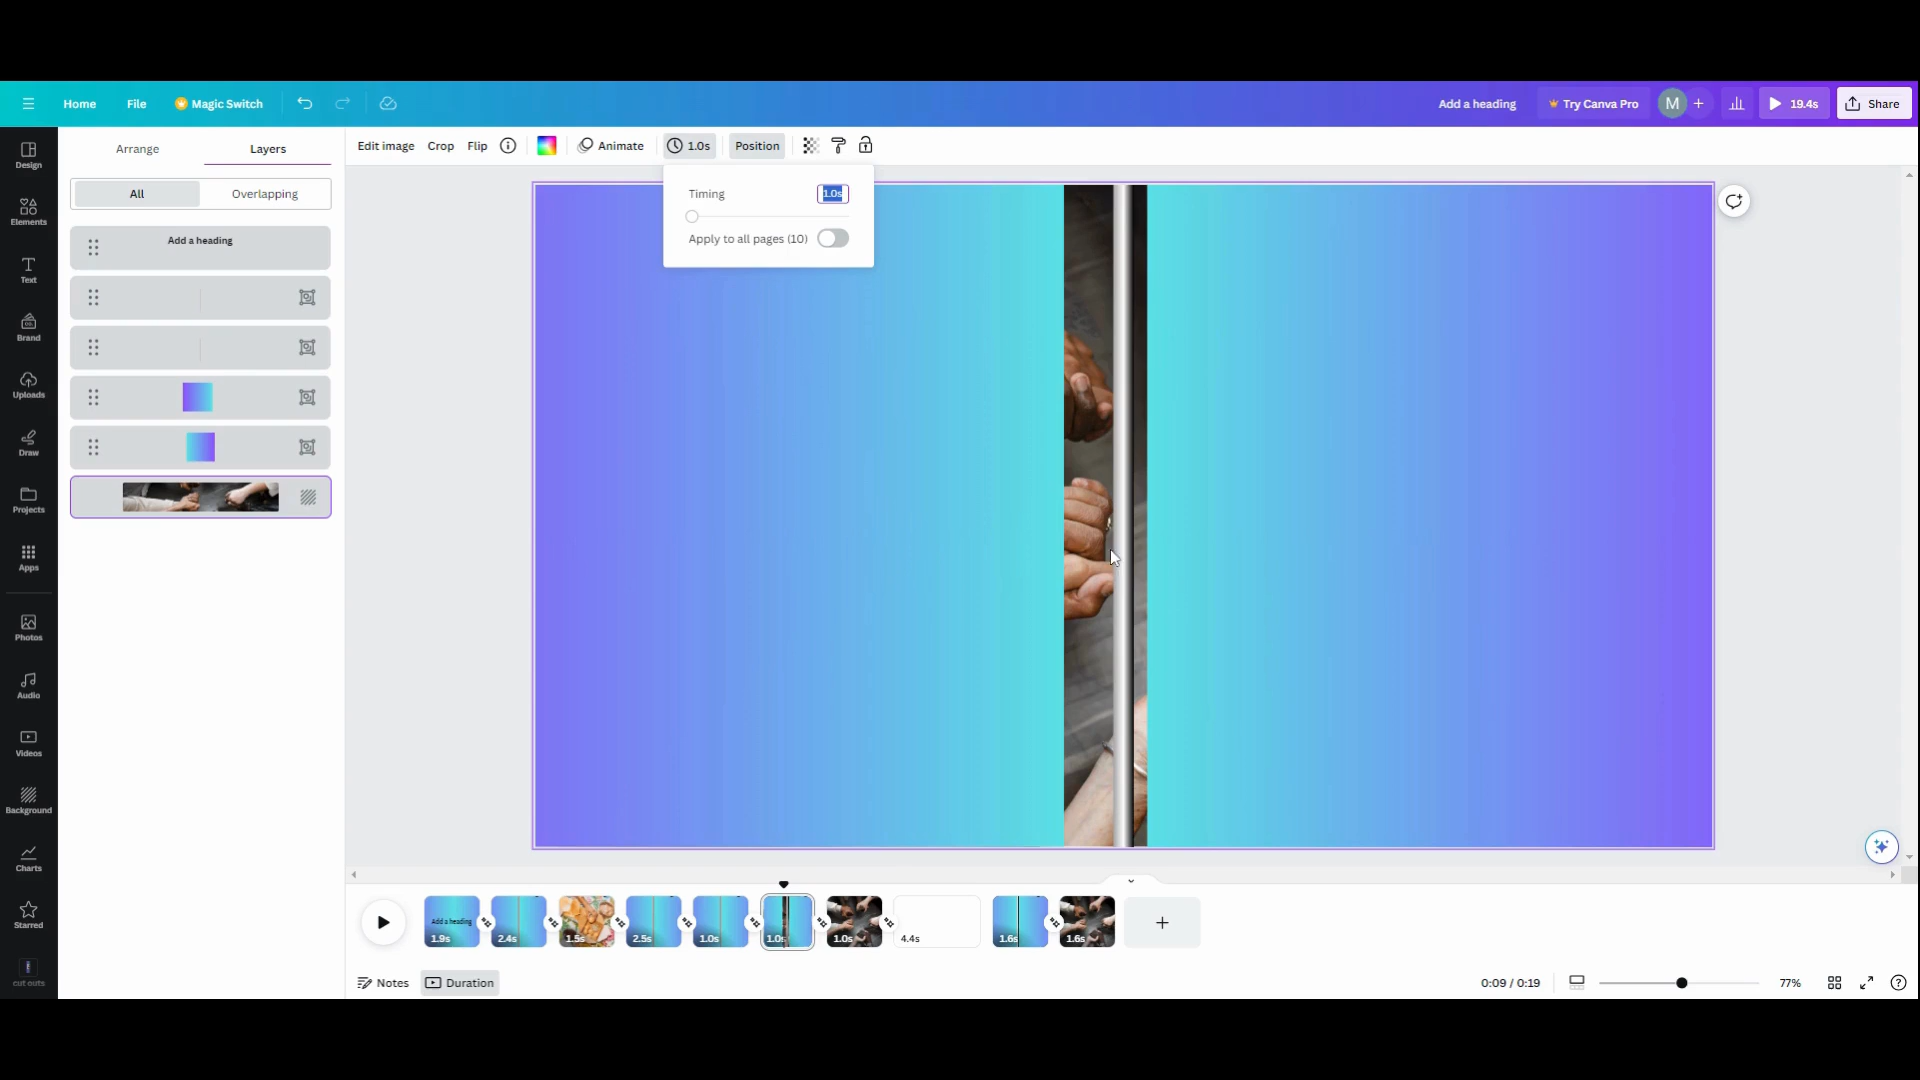 Home File Magic Switch Add a heading Try Canva Pro M + 19.4s Share
Edit image Crop Flip Animate 1.0s Position
Arrange Layers
All Overlapping
Add a heading
Timing 1.0s
Apply to all pages (10)
Design
Elements
Text
Brand
Uploads
Draw
Projects
Apps
Photos
Audio
Videos
Background
Charts
Starred
cut outs
Add a heading
1.9s 2.4s 1.5s 2.5s 1.0s 1.0s 1.0s 4.4s 1.6s 1.6s +
Notes Duration 0:09 / 0:19 77%